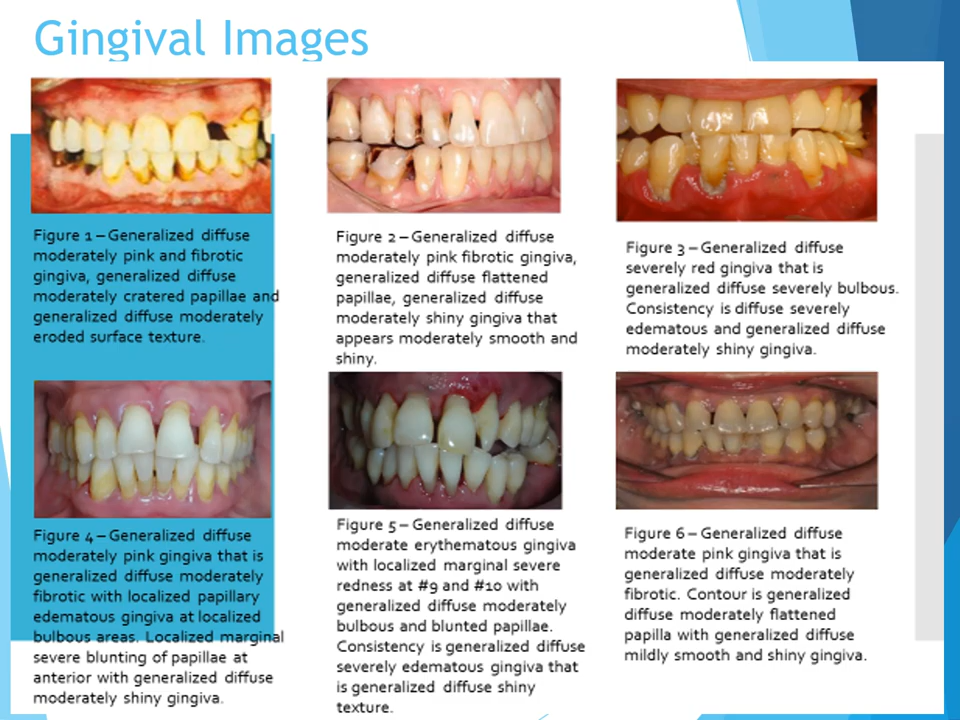 Gingival Images
Figure 1 – Generalized diffuse
moderately pink and fibrotic
gingiva, generalized diffuse
moderately cratered papillae and
generalized diffuse moderately
eroded surface texture.
Figure 2 – Generalized diffuse
moderately pink fibrotic gingiva,
generalized diffuse flattened
papillae, generalized diffuse
moderately shiny gingiva that
appears moderately smooth and
shiny.
Figure 3 – Generalized diffuse
severely red gingiva that is
generalized diffuse severely bulbous.
Consistency is diffuse severely
edematous and generalized diffuse
moderately shiny gingiva.
Figure 4 – Generalized diffuse
moderately pink gingiva that is
generalized diffuse moderately
fibrotic with localized papillary
edematous gingiva at localized
bulbous areas. Localized marginal
severe blunting of papillae at
anterior with generalized diffuse
moderately shiny gingiva.
Figure 5 – Generalized diffuse
moderate erythematous gingiva
with localized marginal severe
redness at #9 and #10 with
generalized diffuse moderately
bulbous and blunted papillae.
Consistency is generalized diffuse
severely edematous gingiva that
is generalized diffuse shiny
texture.
Figure 6 – Generalized diffuse
moderate pink gingiva that is
generalized diffuse moderately
fibrotic. Contour is generalized
diffuse moderately flattened
papilla with generalized diffuse
mildly smooth and shiny gingiva.